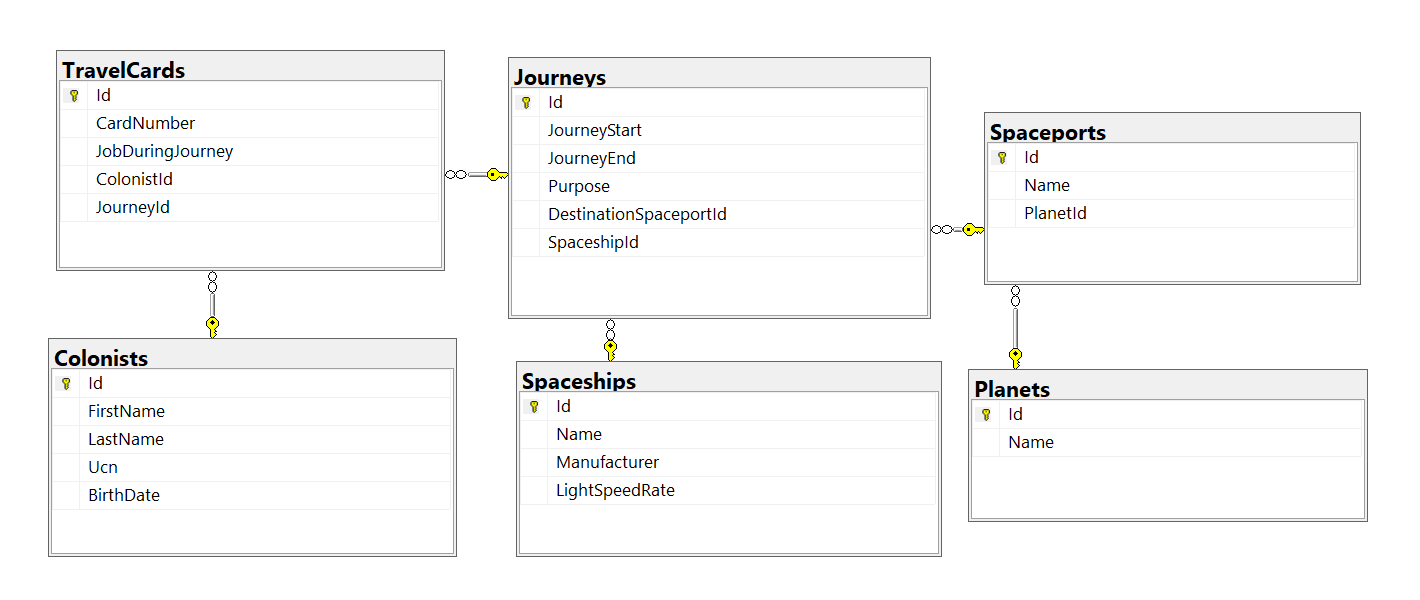 TravelCards
Id
CardNumber
JobDuringJourney
ColonistId
JourneyId
Journeys
Id
JourneyStart
JourneyEnd
Purpose
DestinationSpaceportId
SpaceshipId
Spaceports
Id
Name
PlanetId
Colonists
Id
FirstName
LastName
Ucn
BirthDate
Spaceships
Id
Name
Manufacturer
LightSpeedRate
Planets
Id
Name